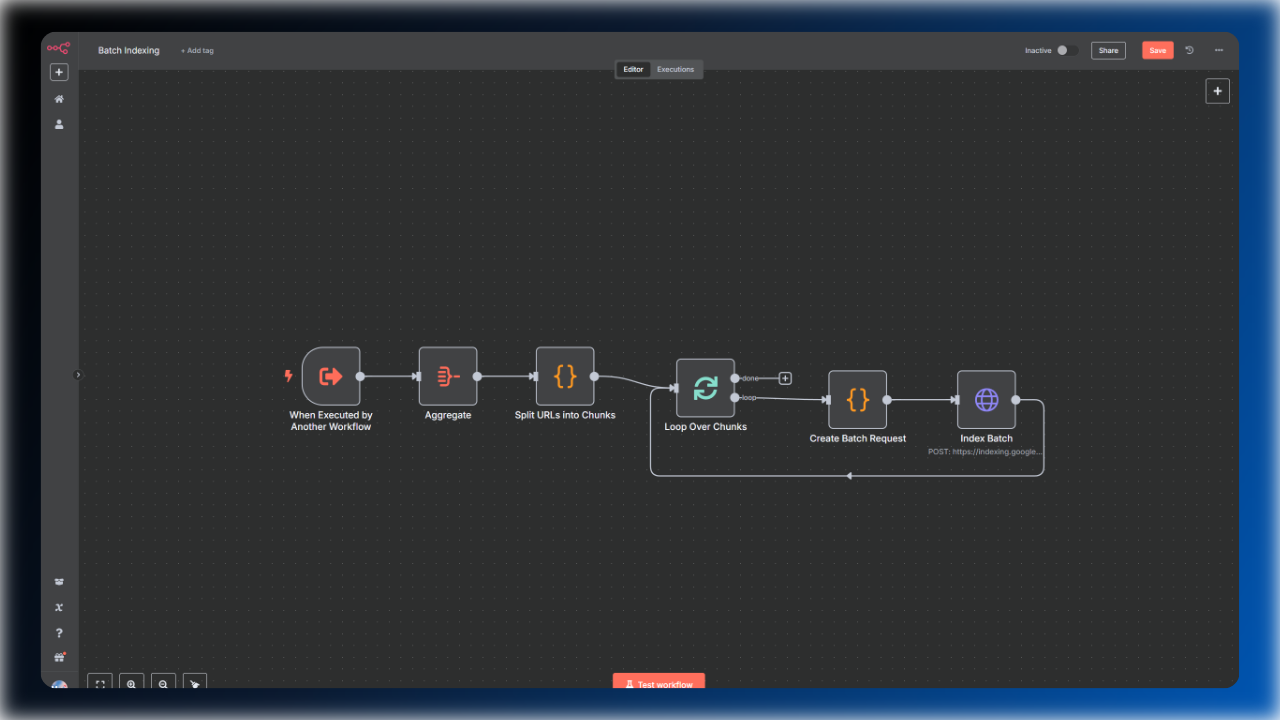 Batch Indexing
+ Add tag
Inactive
Share
Save
Editor
Executions
When Executed by
Another Workflow
Aggregate
Split URLs into Chunks
done
loop
Loop Over Chunks
Create Batch Request
Index Batch
POST: https://indexing.google...
Test workflow